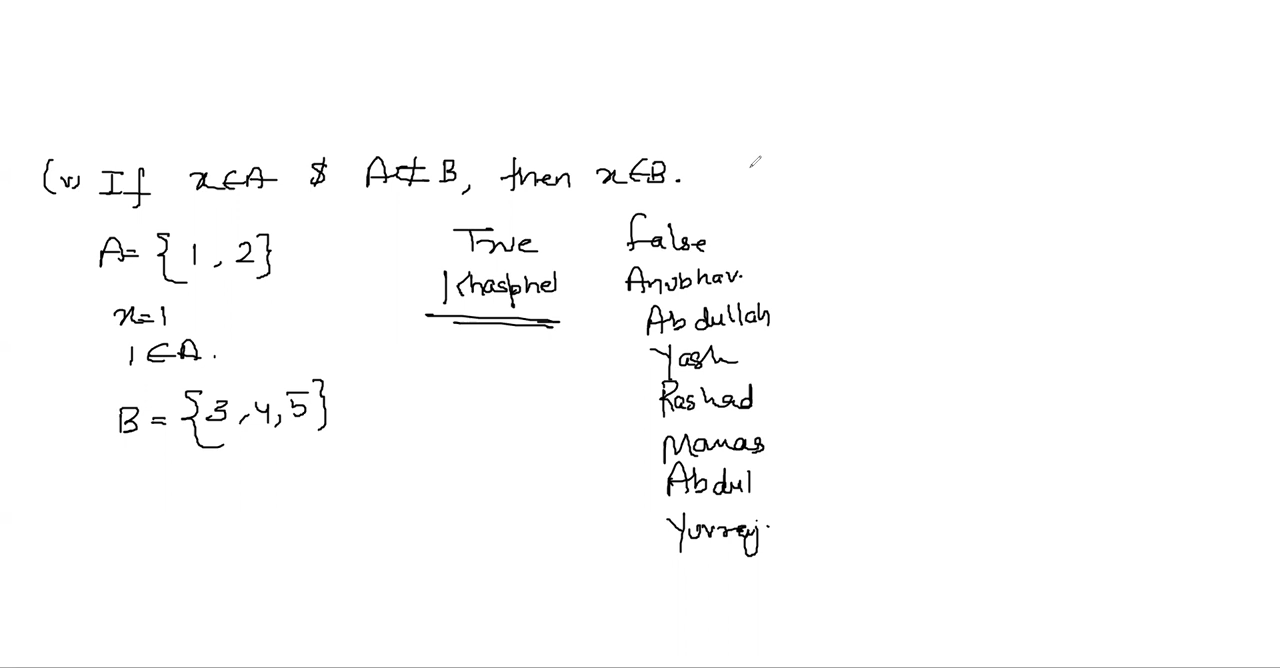 (v) If x∈A & A⊄B, then x∈B.
A= {1, 2}
x=1
1∈A.
B = {3, 4, 5}
True
Khasphel
false
Anubhav.
Abdullah
Yash
Rashad
Manas
Abdul
Yuvraj.